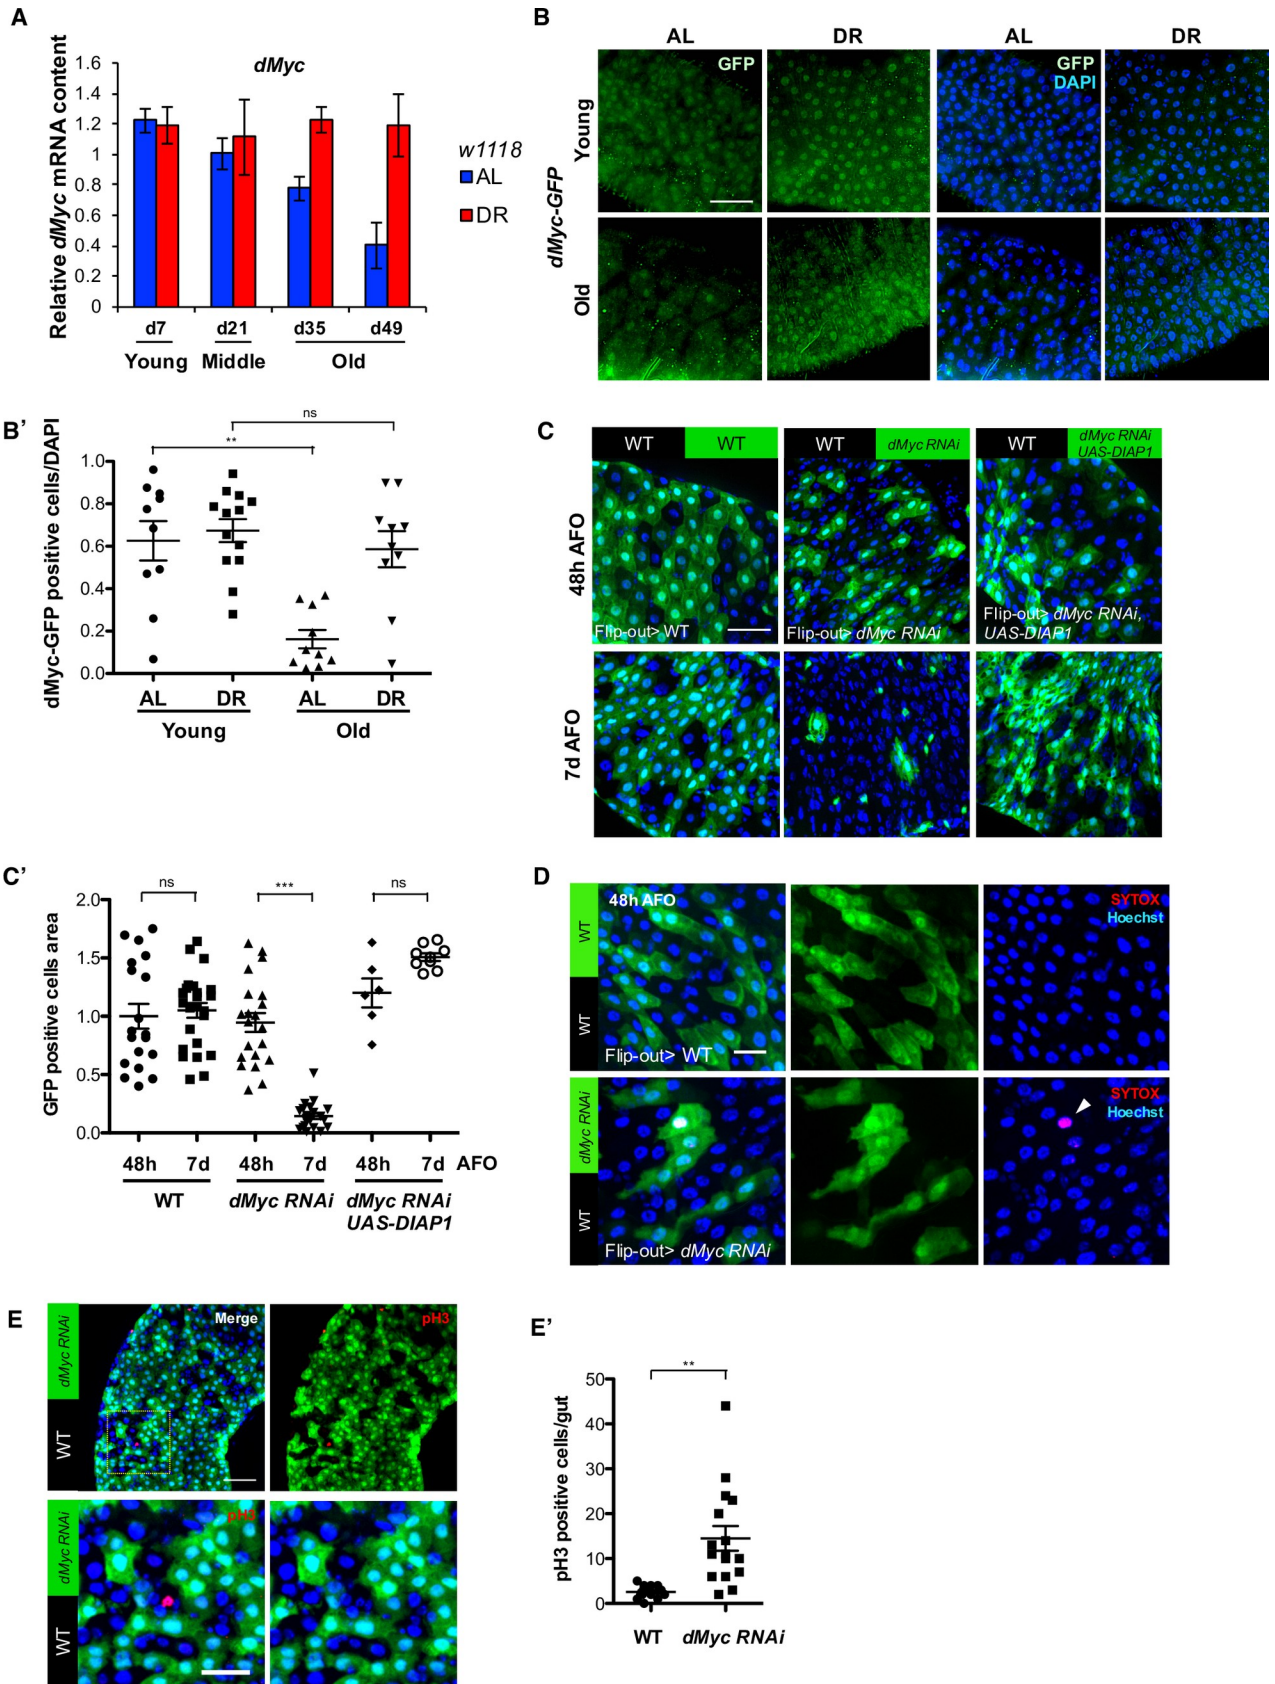 A
dMyc
Relative dMyc mRNA content
1.6
1.4
1.2
1
0.8
0.6
0.4
0.2
0
d7
d21
d35
d49
Young
Middle
Old
w1118
AL
DR
B
AL
DR
AL
DR
GFP
GFP
DAPI
dMyc-GFP
Young
Old
B'
ns
**
dMyc-GFP positive cells/DAPI
1.0
0.8
0.6
0.4
0.2
0.0
AL
DR
AL
DR
Young
Old
C
WT
WT
WT
dMyc RNAi
WT
dMyc RNAi
UAS-DIAP1
48h AFO
Flip-out> WT
Flip-out> dMyc RNAi
Flip-out> dMyc RNAi,
UAS-DIAP1
7d AFO
C'
ns
***
ns
GFP positive cells area
2.0
1.5
1.0
0.5
0.0
48h
7d
48h
7d
48h
7d
AFO
WT
dMyc RNAi
dMyc RNAi
UAS-DIAP1
D
WT
WT
48h AFO
Flip-out> WT
SYTOX
Hoechst
dMyc RNAi
WT
Flip-out> dMyc RNAi
SYTOX
Hoechst
E
dMyc RNAi
WT
Merge
pH3
dMyc RNAi
WT
pH3
E'
**
pH3 positive cells/gut
50
40
30
20
10
0
WT
dMyc RNAi